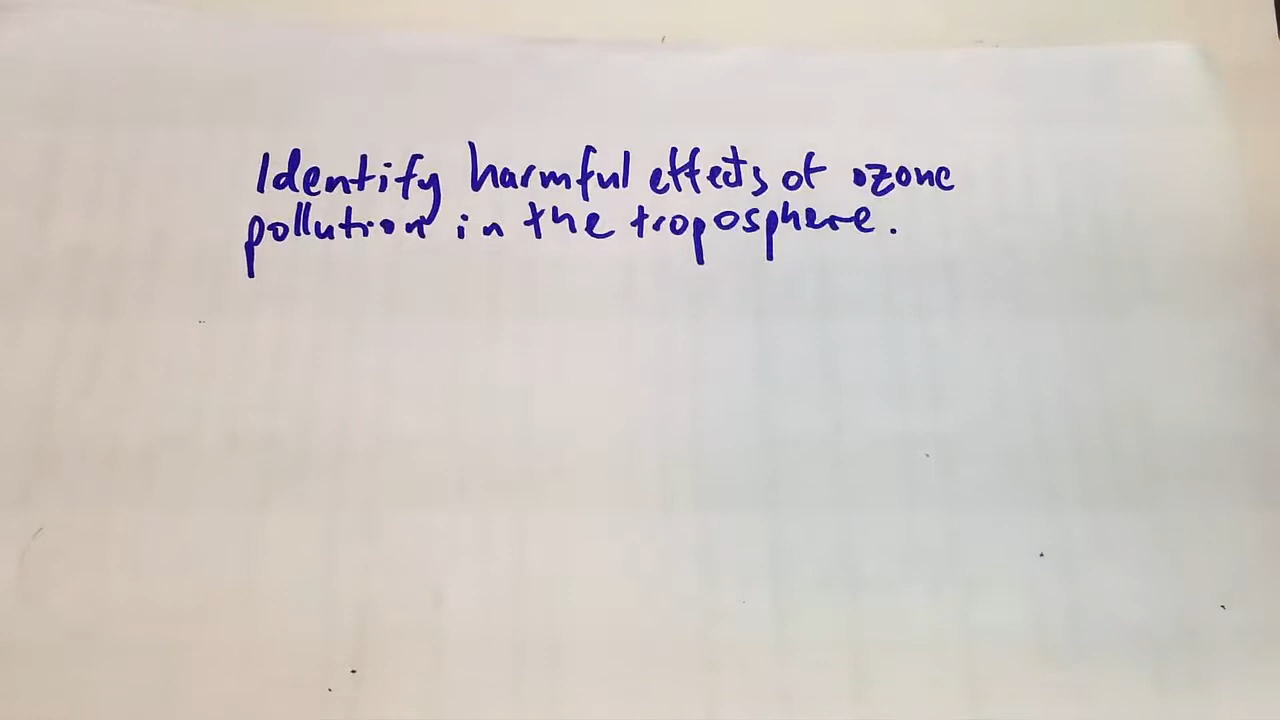 Identify harmful effects of ozone
pollution in the troposphere.